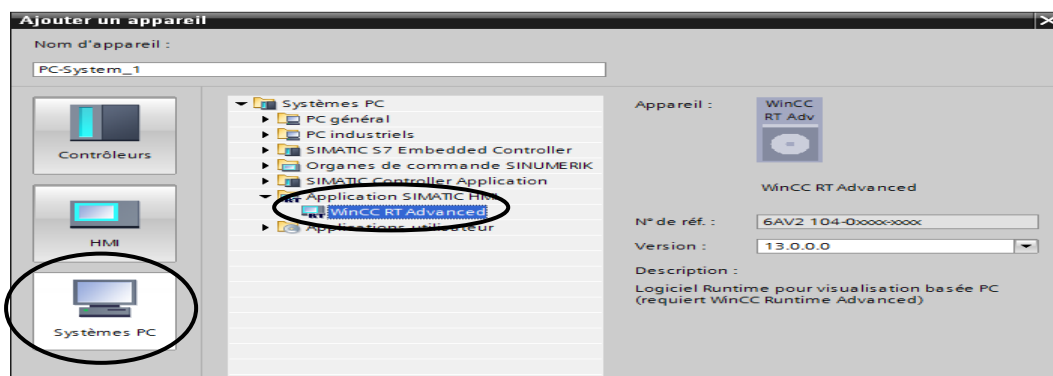 Ajouter un appareil
Nom d'appareil :
PC-System_1
Contrôleurs
HMI
Systèmes PC
Systèmes PC
PC général
PC industriels
SIMATIC S7 Embedded Controller
Organes de commande SINUMERIK
SIMATIC Controller Application
Application SIMATIC HMI
WinCC RT Advanced
Applications utilisateur
Appareil :
WinCC
RT Adv
WinCC RT Advanced
N° de réf. :
6AV2 104-0xxxx-xxxx
Version :
13.0.0.0
Description :
Logiciel Runtime pour visualisation basée PC
(requiert WinCC Runtime Advanced)